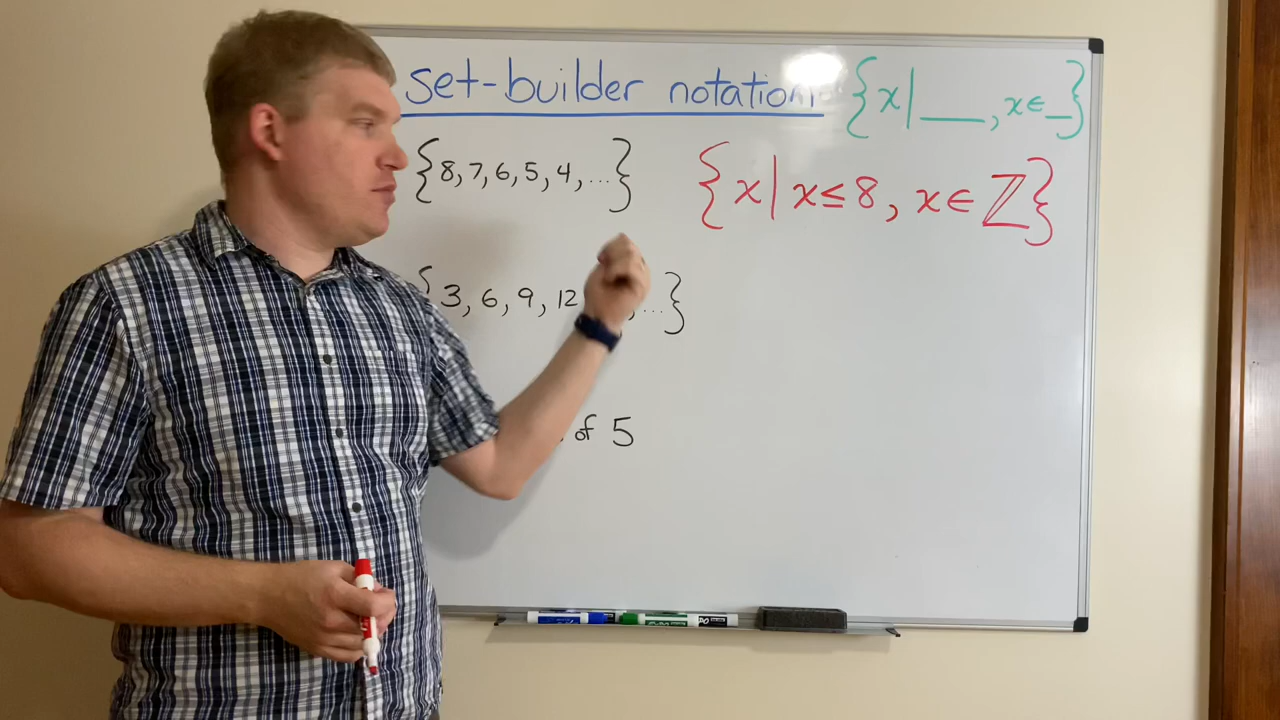 set-builder notation: {x|___, x∈_}
{8, 7, 6, 5, 4, ...} {x|x≤8, x∈ℤ}
{3, 6, 9, 12, ...}
of 5